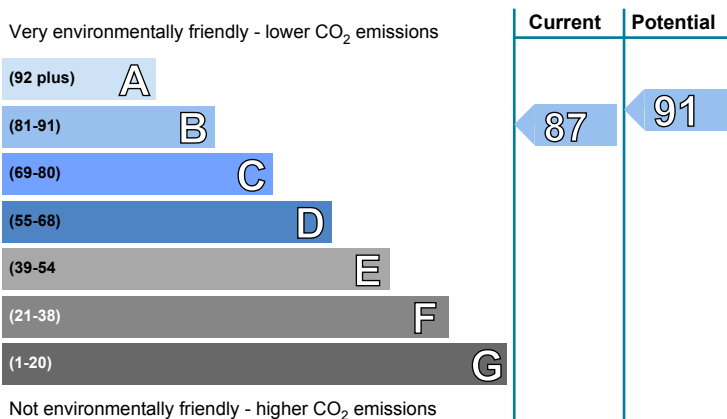 Current Potential
Very environmentally friendly - lower CO2 emissions
(92 plus) A
(81-91) B 87 91
(69-80) C
(55-68) D
(39-54 E
(21-38) F
(1-20) G
Not environmentally friendly - higher CO2 emissions